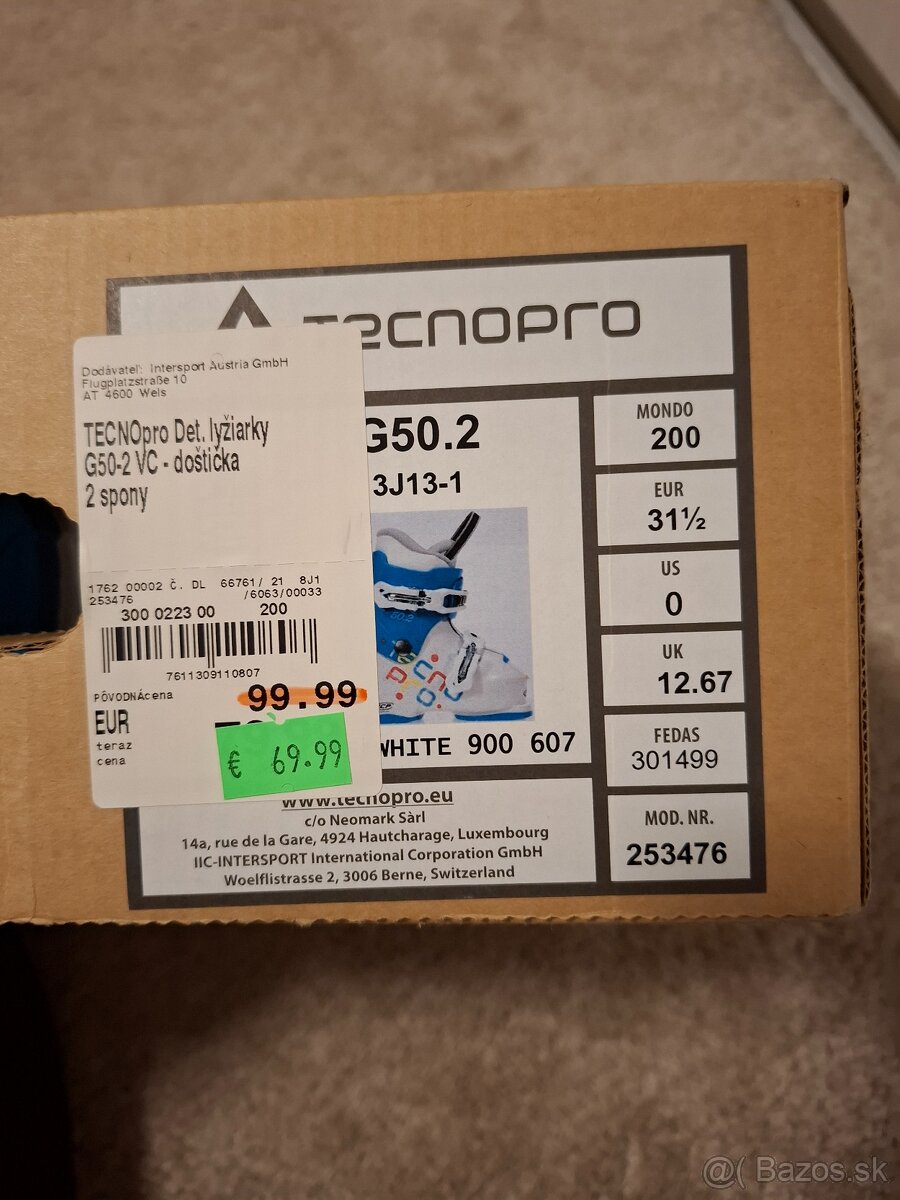 TECNOPRO
Dodávateľ: Intersport Austria GmbH
Flugplatzstraße 10
AT 4600 Wels
TECNOpro Det. lyžiarky
G50-2 VC - doštička
2 spony
1762 00002 č. DL 66761/ 21 8J1
253476 /6063/00033
300 0223 00 200
7611309110807
PÔVODNÁcena 99.99
EUR
teraz
cena
€ 69.99
G50.2
3J13-1
50.2
TECNO
PRO.
WHITE 900 607
MONDO
200
EUR
31½
US
0
UK
12.67
FEDAS
301499
MOD. NR.
253476
www.tecnopro.eu
c/o Neomark Sàrl
14a, rue de la Gare, 4924 Hautcharage, Luxembourg
IIC-INTERSPORT International Corporation GmbH
Woelflistrasse 2, 3006 Berne, Switzerland
@( Bazos.sk